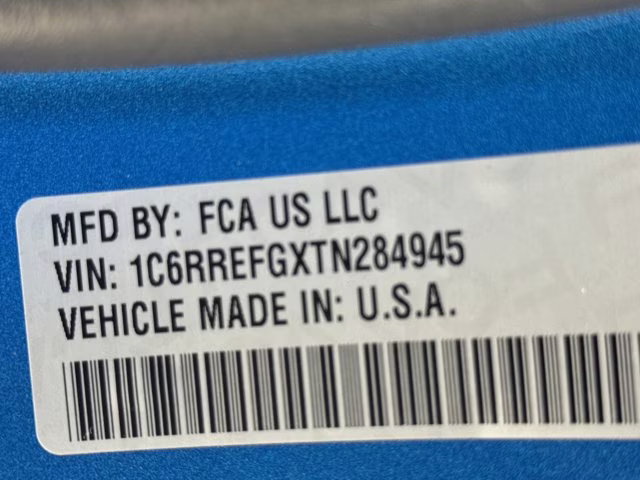 MFD BY: FCA US LLC
VIN: 1C6RREFGXTN284945
VEHICLE MADE IN: U.S.A.